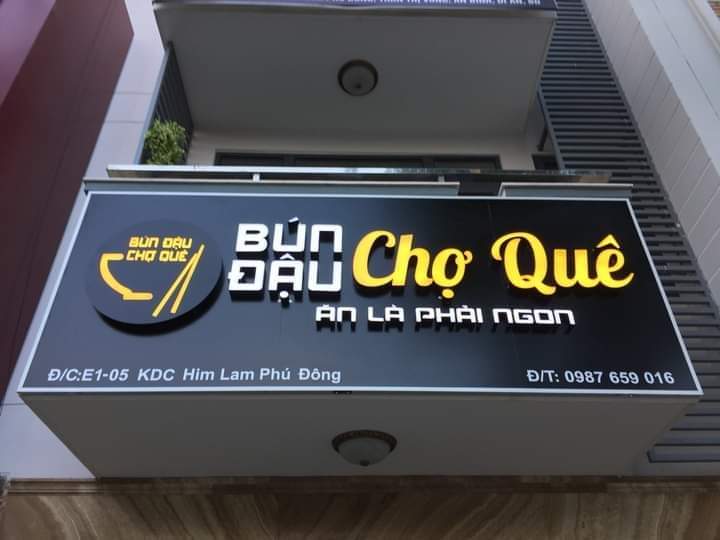 BÚN ĐẬU
CHỢ QUÊ
BÚN
ĐẬU
Chợ Quê
ĂN LÀ PHẢI NGON
Đ/C:E1-05 KDC Him Lam Phú Đông
Đ/T: 0987 659 016